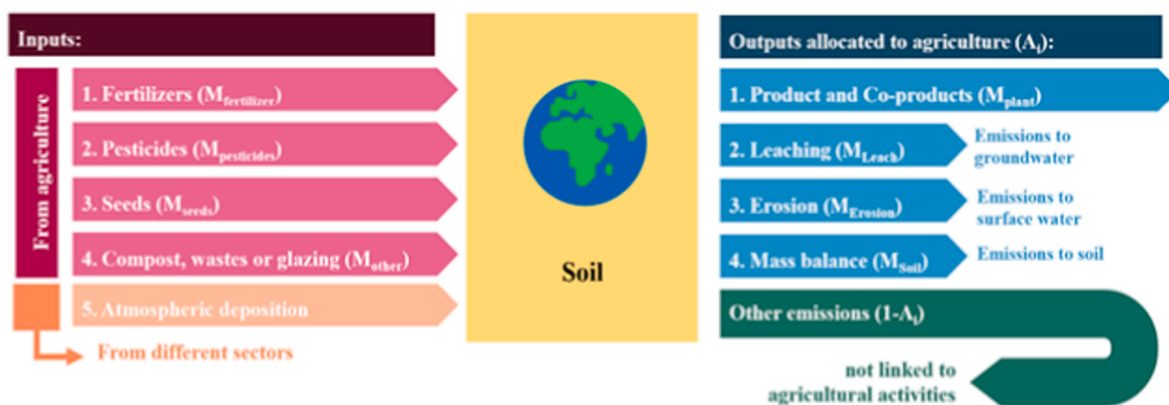 Inputs:
From agriculture
1. Fertilizers (Mfertilizer)
2. Pesticides (Mpesticides)
3. Seeds (Mseeds)
4. Compost, wastes or glazing (Mother)
5. Atmospheric deposition
From different sectors
Soil
Outputs allocated to agriculture (Ai):
1. Product and Co-products (Mplant)
2. Leaching (MLeach)
Emissions to
groundwater
3. Erosion (MErosion)
Emissions to
surface water
4. Mass balance (MSoil)
Emissions to soil
Other emissions (1-Ai)
not linked to
agricultural activities